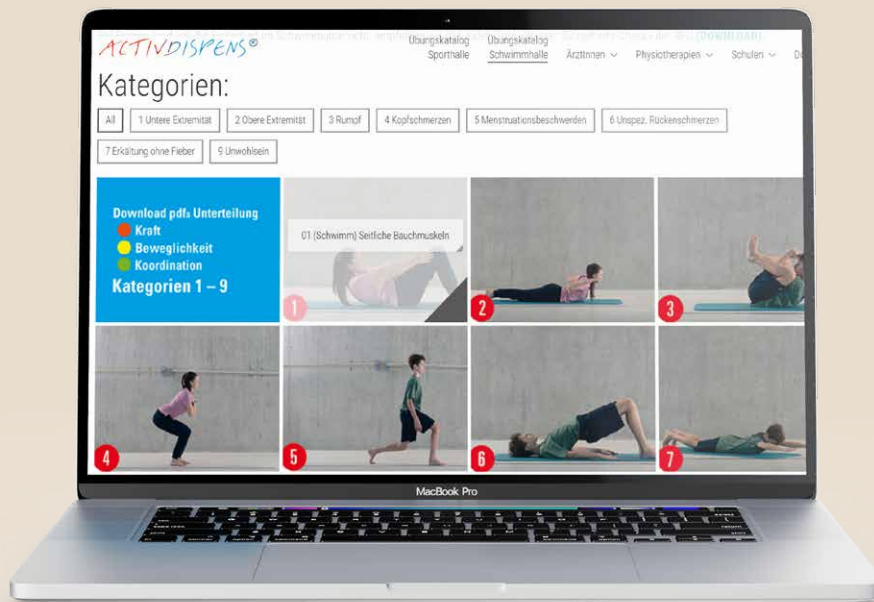 ACTIVDISPENS®
(DOWNLOAD)
Übungskatalog
Sporthalle
Übungskatalog
Schwimmhalle
ÄrztInnen
Physiotherapien
Schulen
Kategorien:
All
1 Untere Extremität
2 Obere Extremität
3 Rumpf
4 Kopfschmerzen
5 Menstruationsbeschwerden
6 Unspez. Rückenschmerzen
7 Erkältung ohne Fieber
9 Unwohlsein
Download pdfs Unterteilung
Kraft
Beweglichkeit
Koordination
Kategorien 1 – 9
01 (Schwimm) Seitliche Bauchmuskeln
1
2
3
4
5
6
7
MacBook Pro